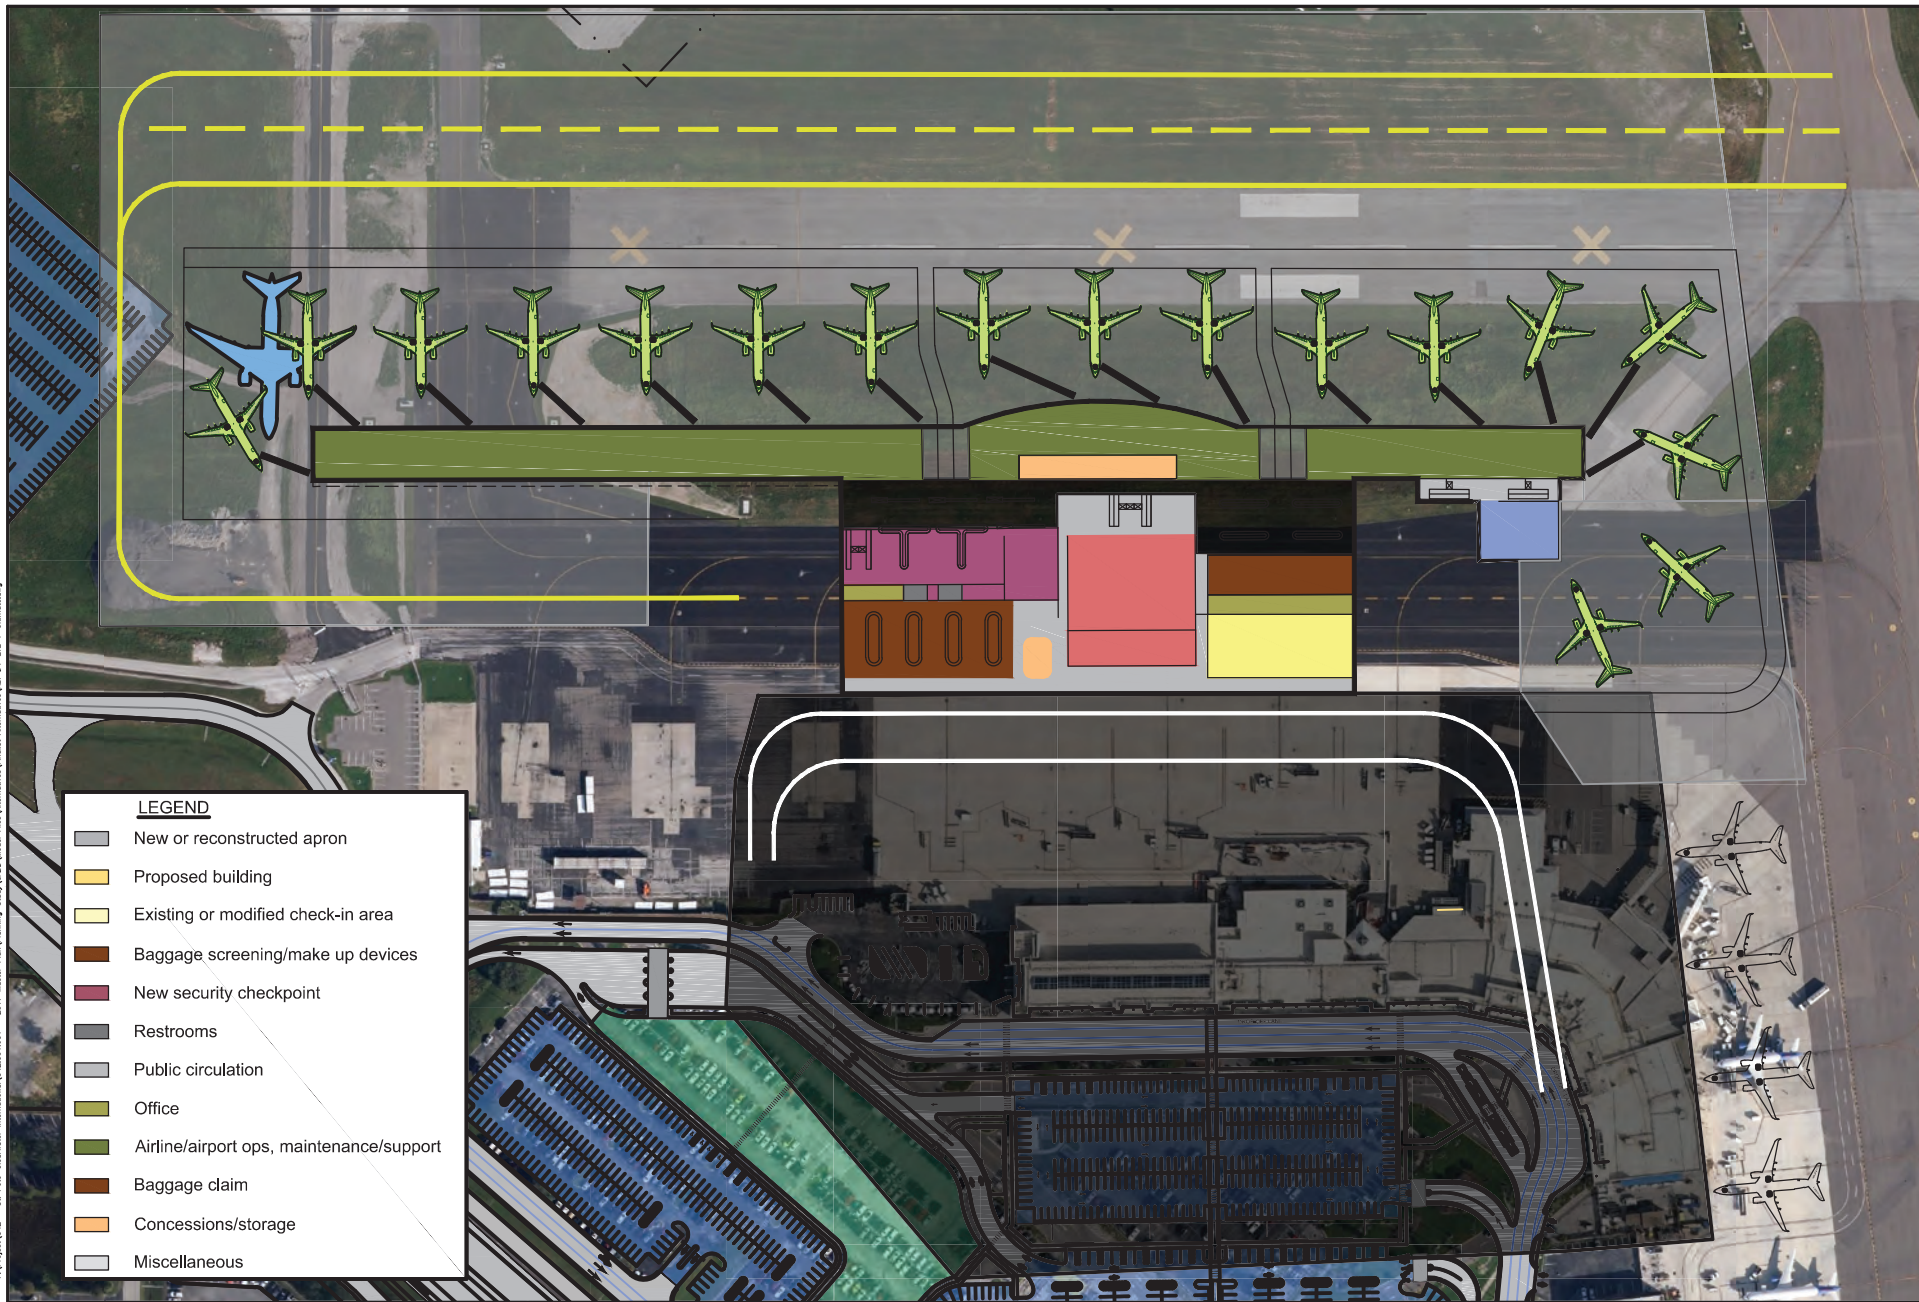 LEGEND
New or reconstructed apron
Proposed building
Existing or modified check-in area
Baggage screening/make up devices
New security checkpoint
Restrooms
Public circulation
Office
Airline/airport ops, maintenance/support
Baggage claim
Concessions/storage
Miscellaneous